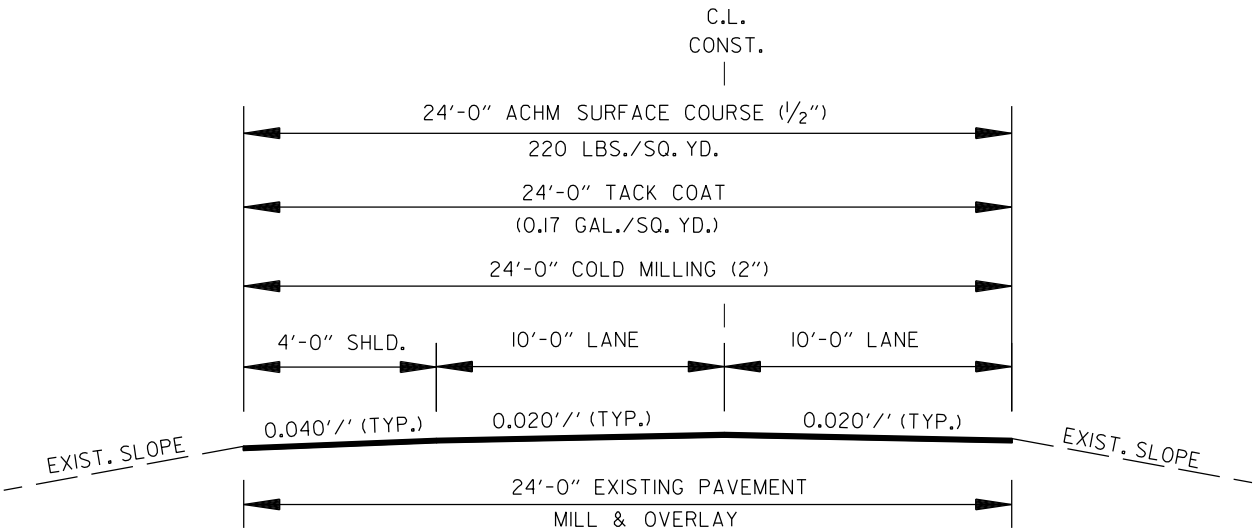 C.L.
CONST.
24'-0" ACHM SURFACE COURSE (1/2")
220 LBS./SQ. YD.
24'-0" TACK COAT
(0.17 GAL./SQ. YD.)
24'-0" COLD MILLING (2")
4'-0" SHLD.
10'-0" LANE
10'-0" LANE
EXIST. SLOPE
0.040'/' (TYP.)
0.020'/' (TYP.)
0.020'/' (TYP.)
EXIST. SLOPE
24'-0" EXISTING PAVEMENT
MILL & OVERLAY